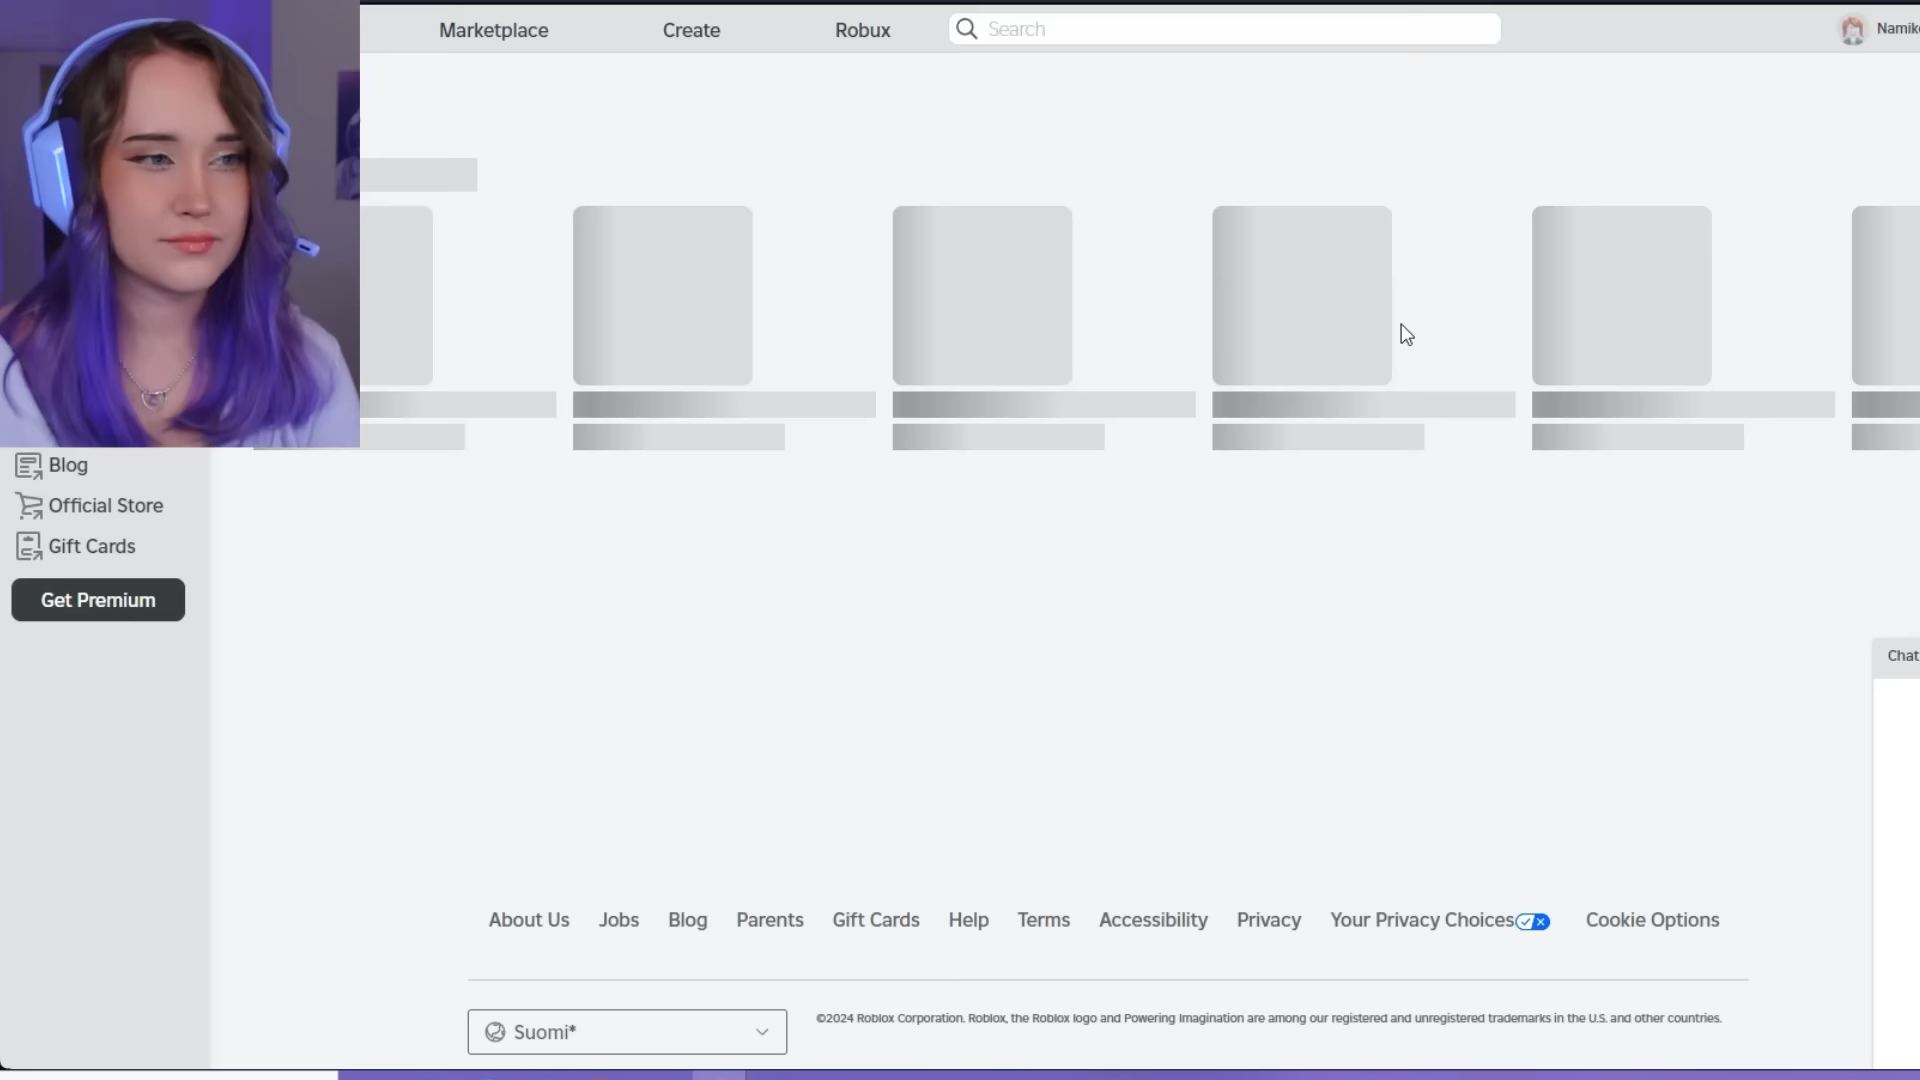 Marketplace
Create
Robux
Search
Blog
Official Store
Gift Cards
Get Premium
Chat
About Us
Jobs
Blog
Parents
Gift Cards
Help
Terms
Accessibility
Privacy
Your Privacy Choices
Cookie Options
Suomi*
©2024 Roblox Corporation. Roblox, the Roblox logo and Powering Imagination are among our registered and unregistered trademarks in the U.S. and other countries.